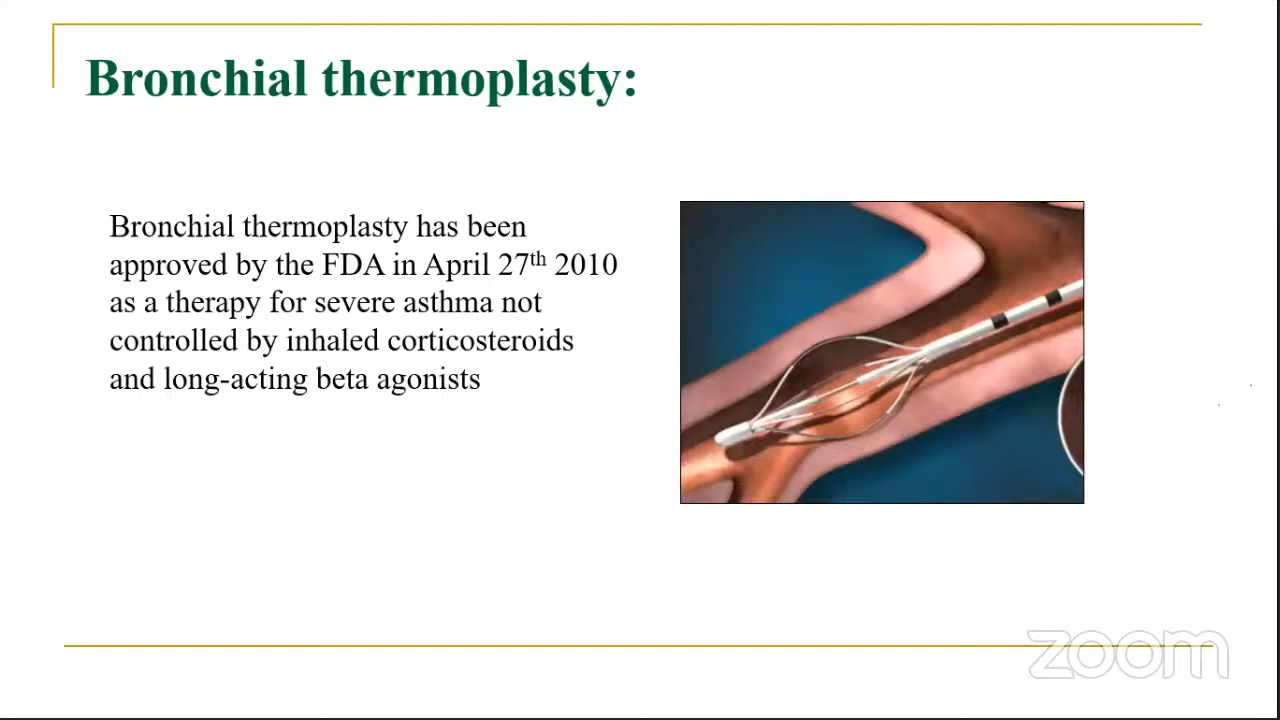 Bronchial thermoplasty:
Bronchial thermoplasty has been
approved by the FDA in April 27th 2010
as a therapy for severe asthma not
controlled by inhaled corticosteroids
and long-acting beta agonists
zoom